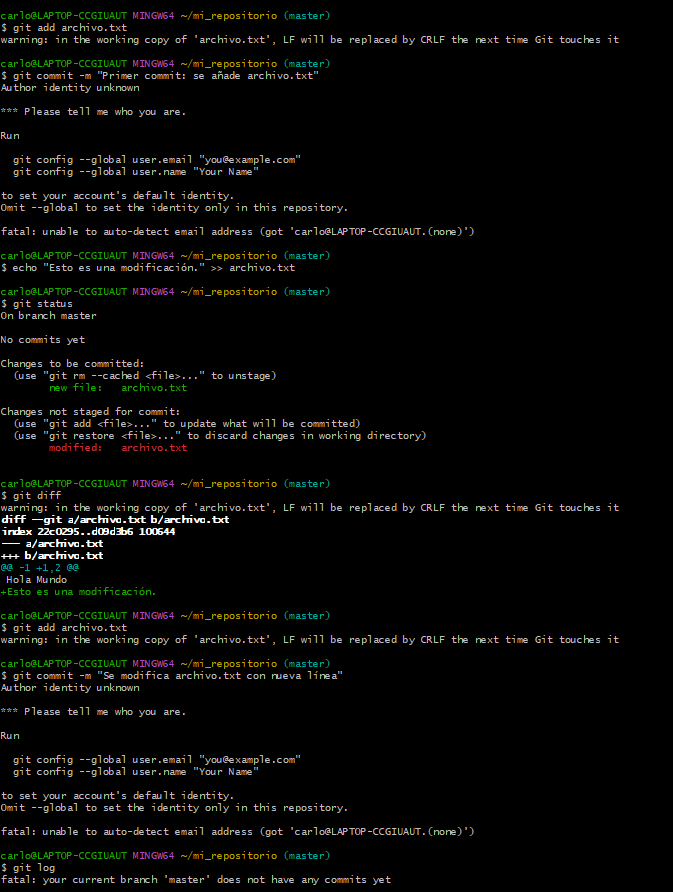 carlo@LAPTOP-CCGIUAUT MINGW64 ~/mi_repositorio (master)
$ git add archivo.txt
warning: in the working copy of 'archivo.txt', LF will be replaced by CRLF the next time Git touches it
carlo@LAPTOP-CCGIUAUT MINGW64 ~/mi_repositorio (master)
$ git commit -m "Primer commit: se añade archivo.txt"
Author identity unknown
*** Please tell me who you are.
Run
  git config --global user.email "you@example.com"
  git config --global user.name "Your Name"
to set your account's default identity.
Omit --global to set the identity only in this repository.
fatal: unable to auto-detect email address (got 'carlo@LAPTOP-CCGIUAUT.(none)')
carlo@LAPTOP-CCGIUAUT MINGW64 ~/mi_repositorio (master)
$ echo "Esto es una modificación." >> archivo.txt
carlo@LAPTOP-CCGIUAUT MINGW64 ~/mi_repositorio (master)
$ git status
On branch master
No commits yet
Changes to be committed:
  (use "git rm --cached <file>..." to unstage)
        new file:   archivo.txt
Changes not staged for commit:
  (use "git add <file>..." to update what will be committed)
  (use "git restore <file>..." to discard changes in working directory)
        modified:   archivo.txt
carlo@LAPTOP-CCGIUAUT MINGW64 ~/mi_repositorio (master)
$ git diff
warning: in the working copy of 'archivo.txt', LF will be replaced by CRLF the next time Git touches it
diff --git a/archivo.txt b/archivo.txt
index 22c0295..d09d3b6 100644
--- a/archivo.txt
+++ b/archivo.txt
@@ -1 +1,2 @@
 Hola Mundo
+Esto es una modificación.
carlo@LAPTOP-CCGIUAUT MINGW64 ~/mi_repositorio (master)
$ git add archivo.txt
warning: in the working copy of 'archivo.txt', LF will be replaced by CRLF the next time Git touches it
carlo@LAPTOP-CCGIUAUT MINGW64 ~/mi_repositorio (master)
$ git commit -m "Se modifica archivo.txt con nueva línea"
Author identity unknown
*** Please tell me who you are.
Run
  git config --global user.email "you@example.com"
  git config --global user.name "Your Name"
to set your account's default identity.
Omit --global to set the identity only in this repository.
fatal: unable to auto-detect email address (got 'carlo@LAPTOP-CCGIUAUT.(none)')
carlo@LAPTOP-CCGIUAUT MINGW64 ~/mi_repositorio (master)
$ git log
fatal: your current branch 'master' does not have any commits yet